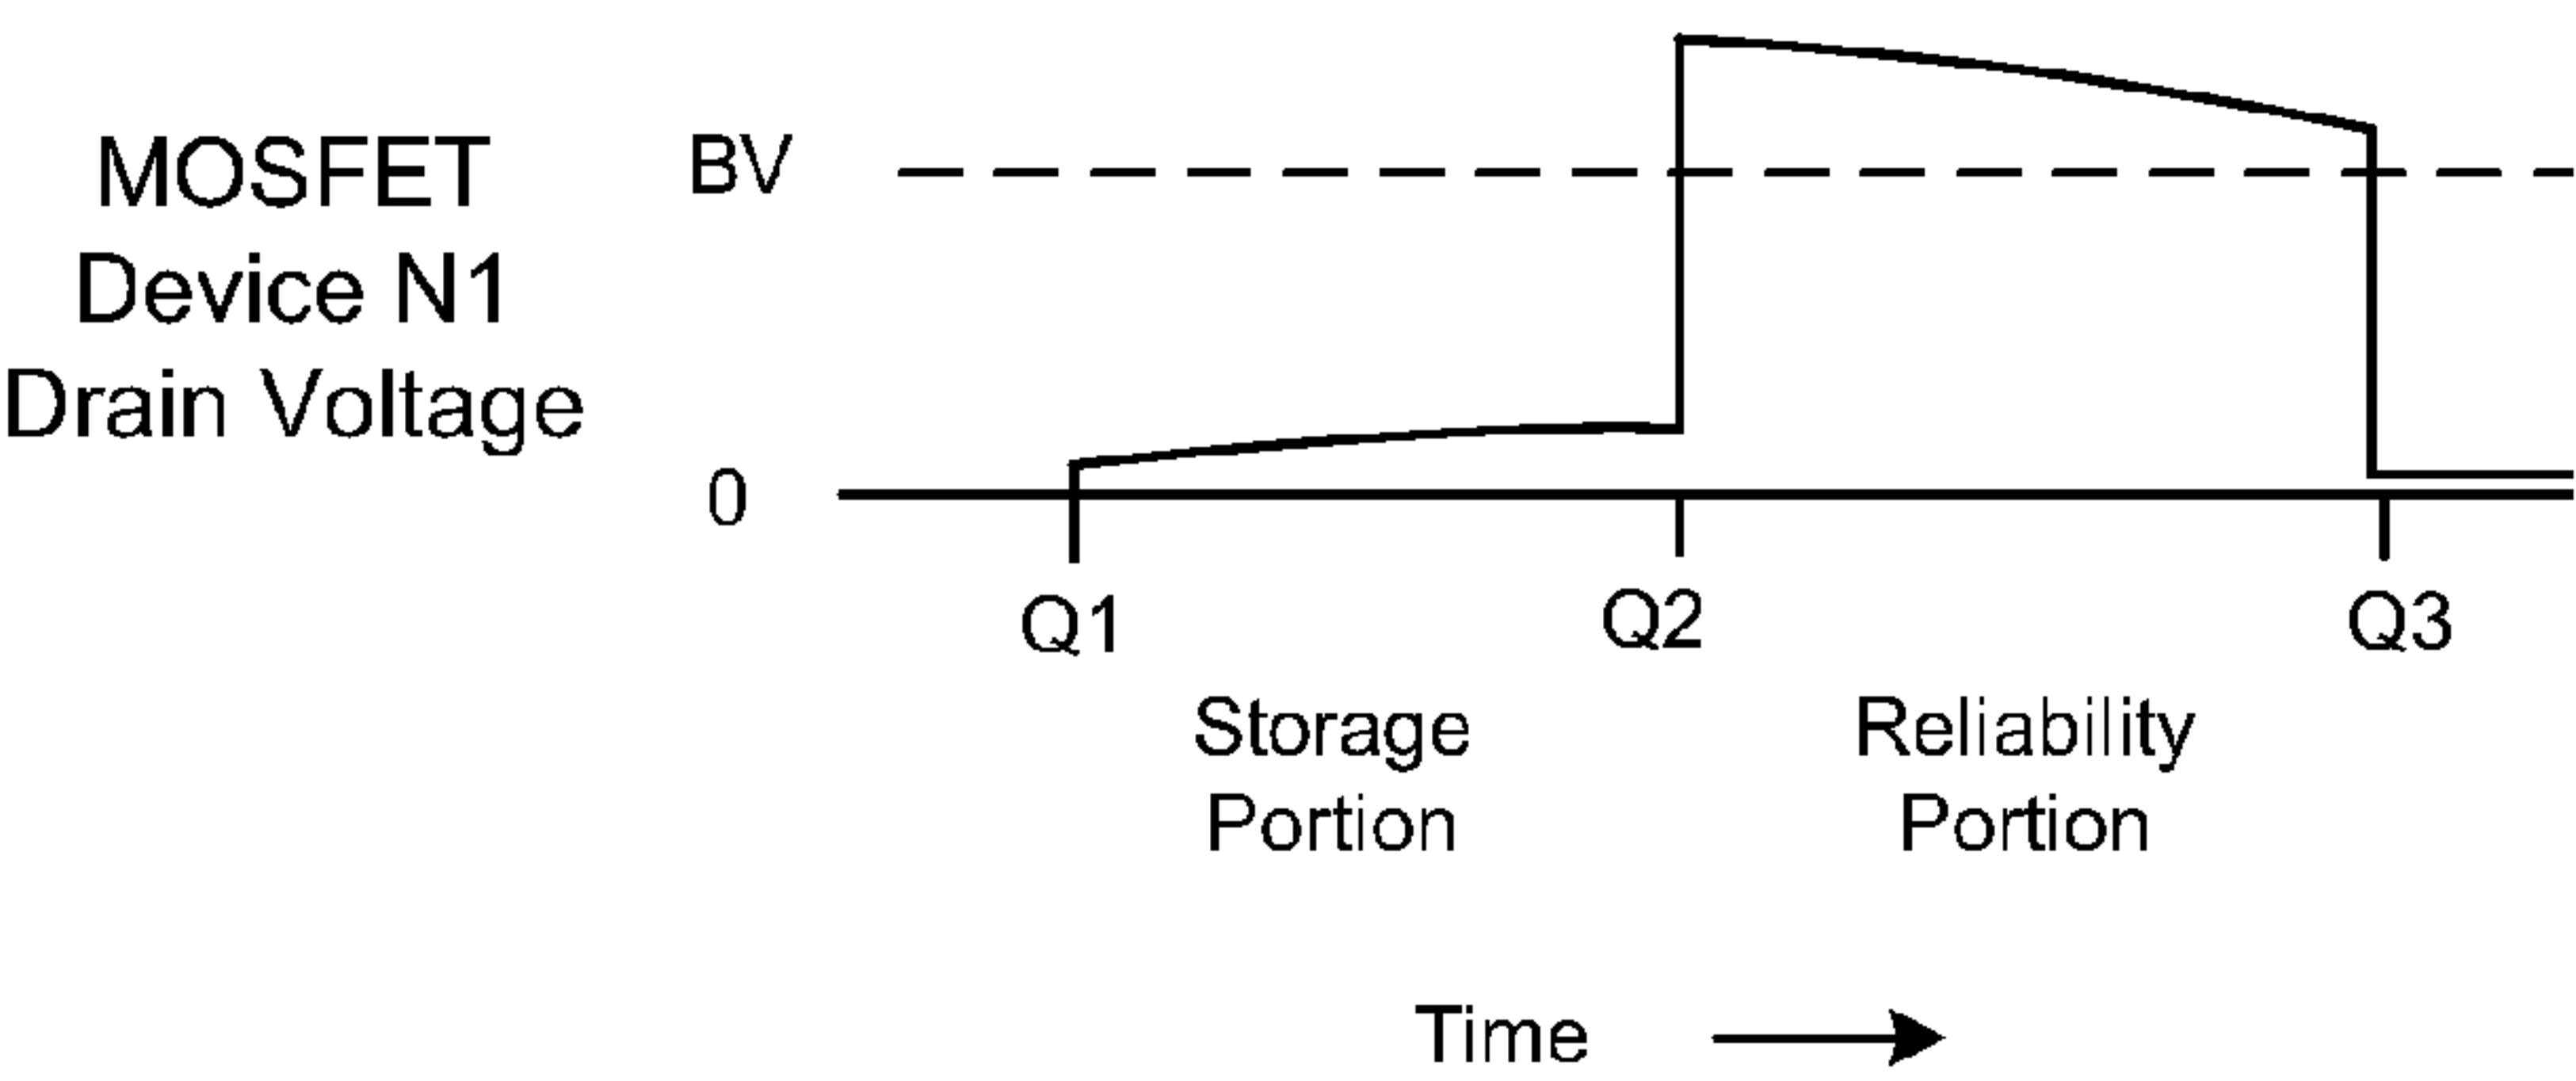 MOSFET
Device N1
Drain Voltage
BV
0
Q1
Q2
Q3
Storage
Portion
Reliability
Portion
Time